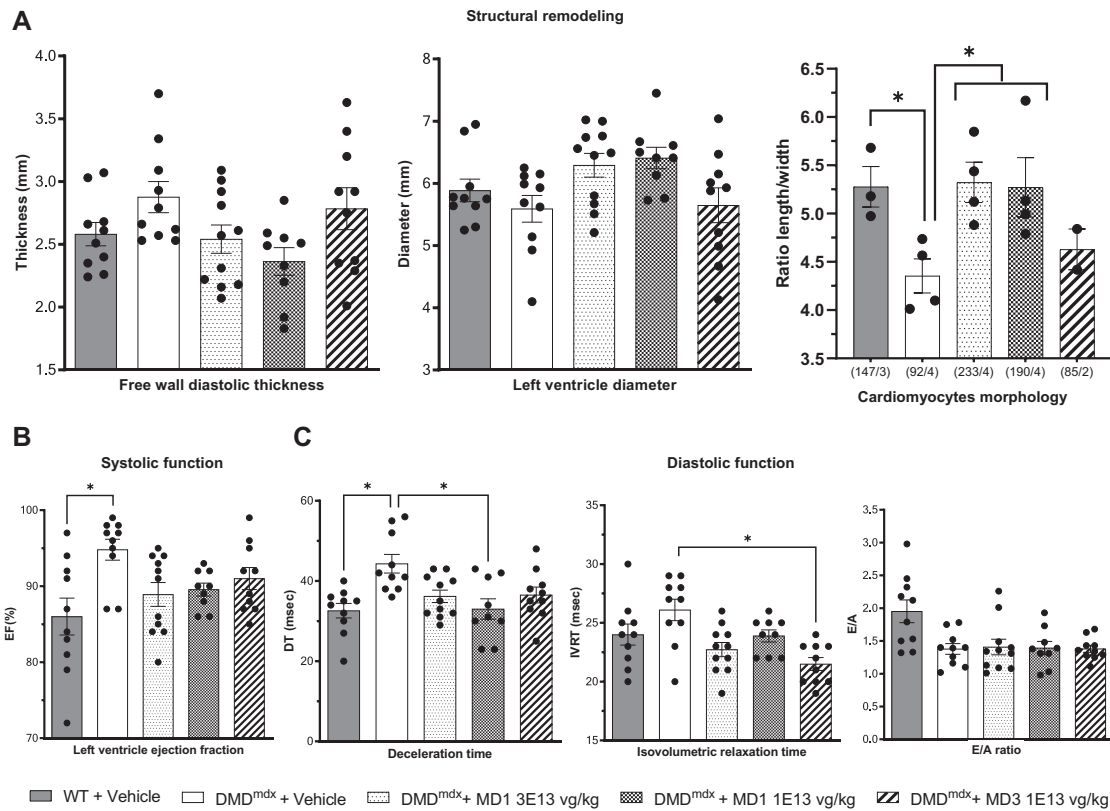 Structural remodeling
A
Thickness (mm)
4.0
3.5
3.0
2.5
2.0
1.5
Free wall diastolic thickness
Diameter (mm)
8
7
6
5
4
3
Left ventricle diameter
Ratio length/width
6.5
6.0
5.5
5.0
4.5
4.0
3.5
*
*
(147/3) (92/4) (233/4) (190/4) (85/2)
Cardiomyocytes morphology
B
Systolic function
EF(%)
100
90
80
70
*
Left ventricle ejection fraction
C
Diastolic function
DT (msec)
60
40
20
0
* *
Deceleration time
IVRT (msec)
35
30
25
20
15
*
Isovolumetric relaxation time
E/A
3.5
3.0
2.5
2.0
1.5
1.0
0.5
0.0
E/A ratio
WT + Vehicle DMDmdx + Vehicle DMDmdx+ MD1 3E13 vg/kg DMDmdx + MD1 1E13 vg/kg DMDmdx + MD3 1E13 vg/kg